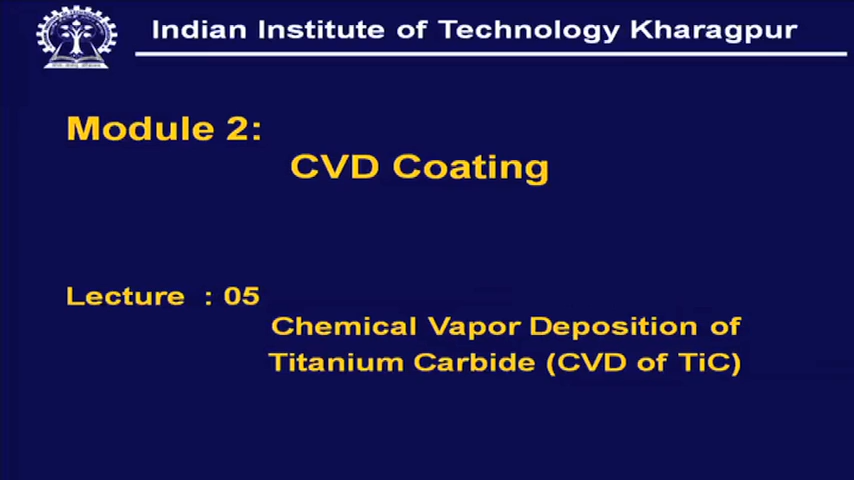 Indian Institute of Technology Kharagpur
Module 2:
CVD Coating
Lecture : 05
Chemical Vapor Deposition of
Titanium Carbide (CVD of TiC)